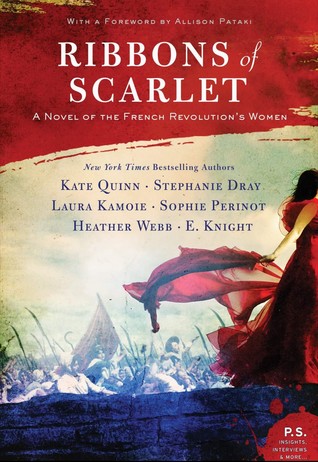 WITH A FOREWORD BY ALLISON PATAKI
RIBBONS of
SCARLET
A NOVEL OF THE FRENCH REVOLUTION'S WOMEN
New York Times Bestselling Authors
KATE QUINN · STEPHANIE DRAY
LAURA KAMOIE · SOPHIE PERINOT
HEATHER WEBB · E. KNIGHT
P.S.
INSIGHTS,
INTERVIEWS
& MORE...